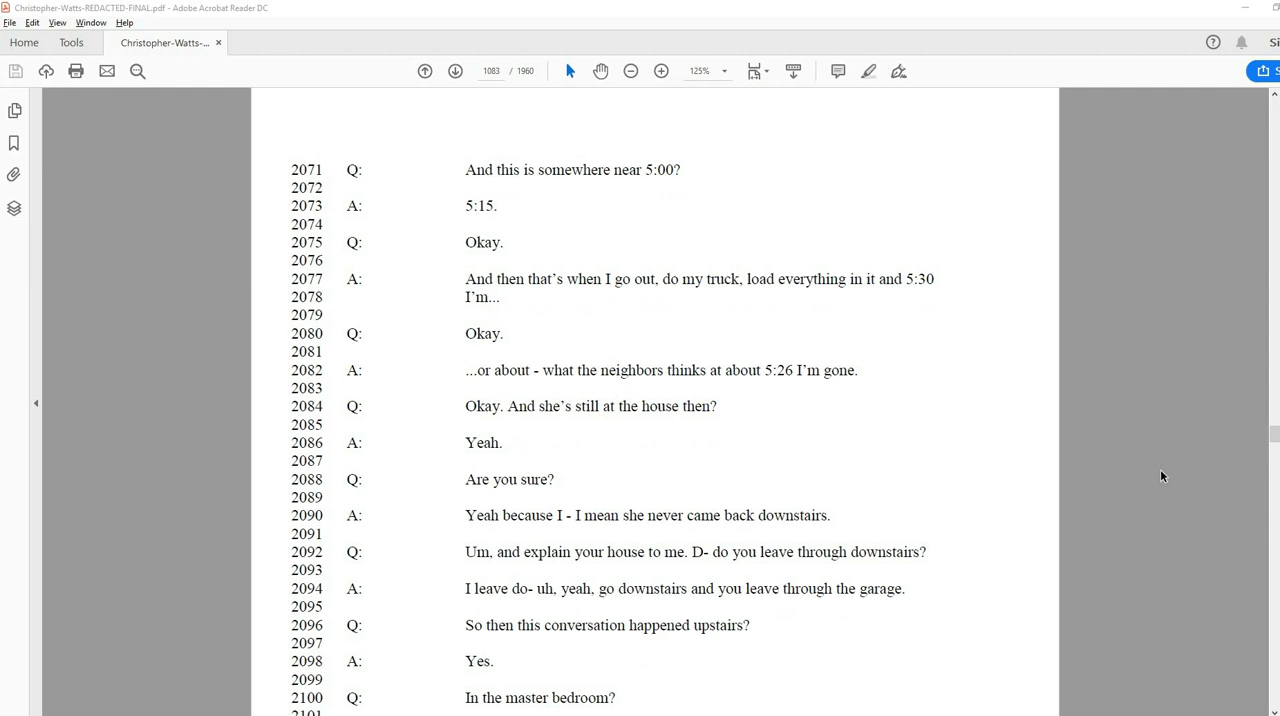 Christopher-Watts-REDACTED-FINAL.pdf - Adobe Acrobat Reader DC
File Edit View Window Help
Home Tools Christopher-Watts-... ×
1083 / 1960 125%
2071 Q: And this is somewhere near 5:00?
2072
2073 A: 5:15.
2074
2075 Q: Okay.
2076
2077 A: And then that's when I go out, do my truck, load everything in it and 5:30
2078 I'm...
2079
2080 Q: Okay.
2081
2082 A: ...or about - what the neighbors thinks at about 5:26 I'm gone.
2083
2084 Q: Okay. And she's still at the house then?
2085
2086 A: Yeah.
2087
2088 Q: Are you sure?
2089
2090 A: Yeah because I - I mean she never came back downstairs.
2091
2092 Q: Um, and explain your house to me. D- do you leave through downstairs?
2093
2094 A: I leave do- uh, yeah, go downstairs and you leave through the garage.
2095
2096 Q: So then this conversation happened upstairs?
2097
2098 A: Yes.
2099
2100 Q: In the master bedroom?
2101